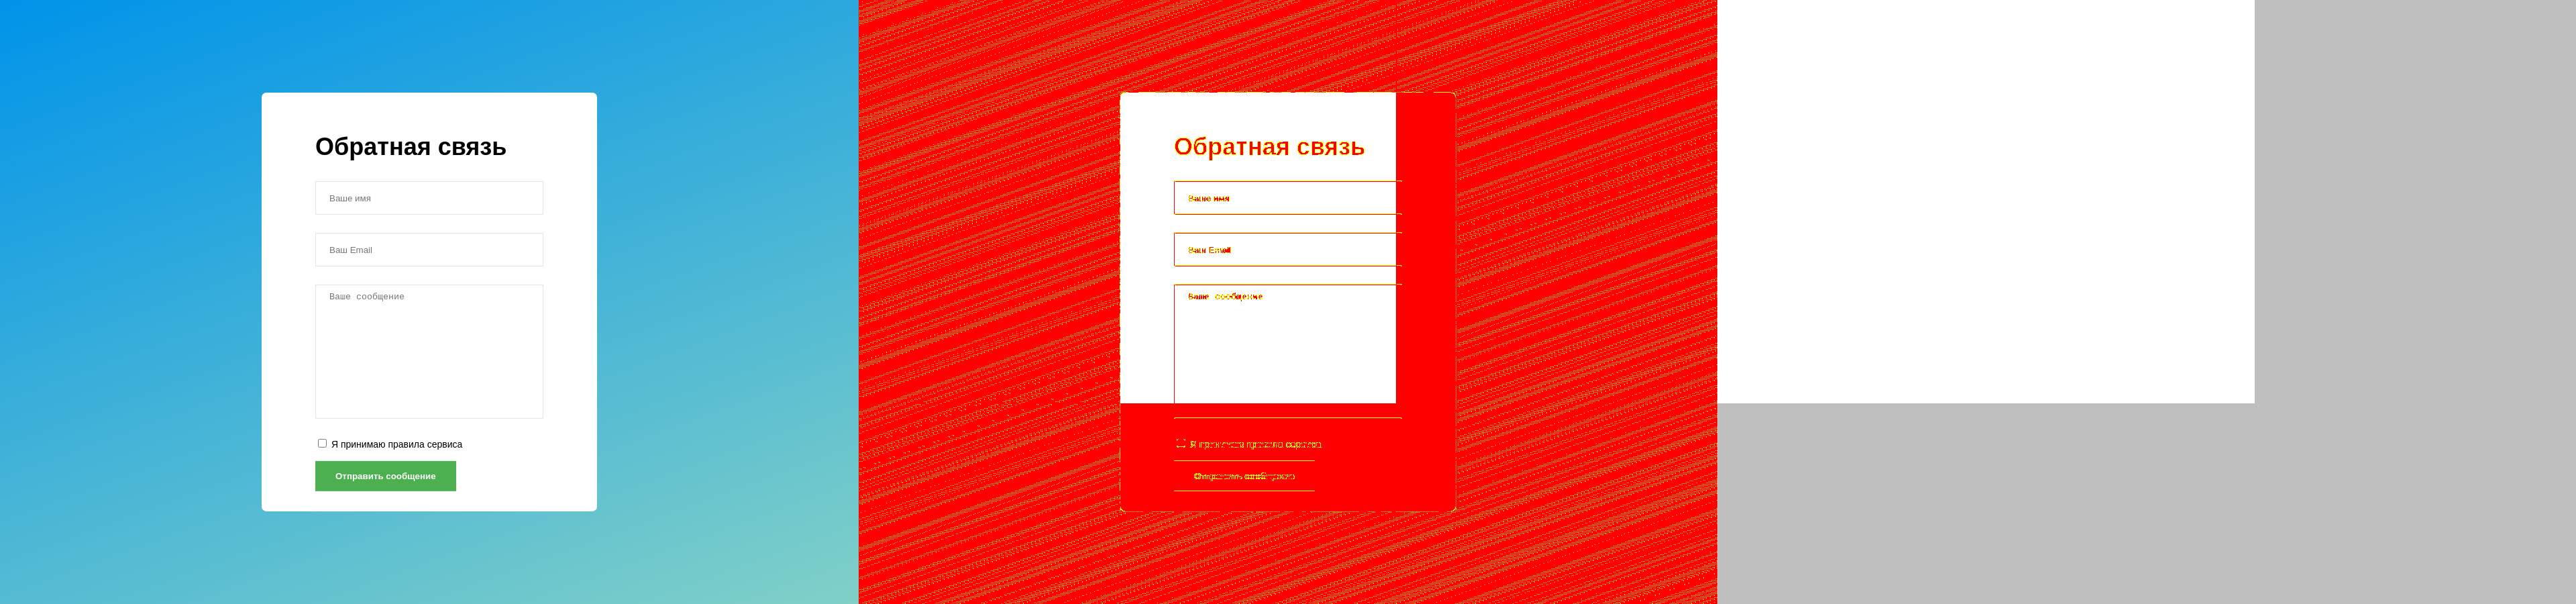 Обратная связь
Ваше имя
Ваш Email
Ваше сообщение
Я принимаю правила сервиса
Отправить сообщение
Обратная связь
Ваше имя
Ваш Email
Ваше сообщение
Я принимаю правила сервиса
Отправить сообщение